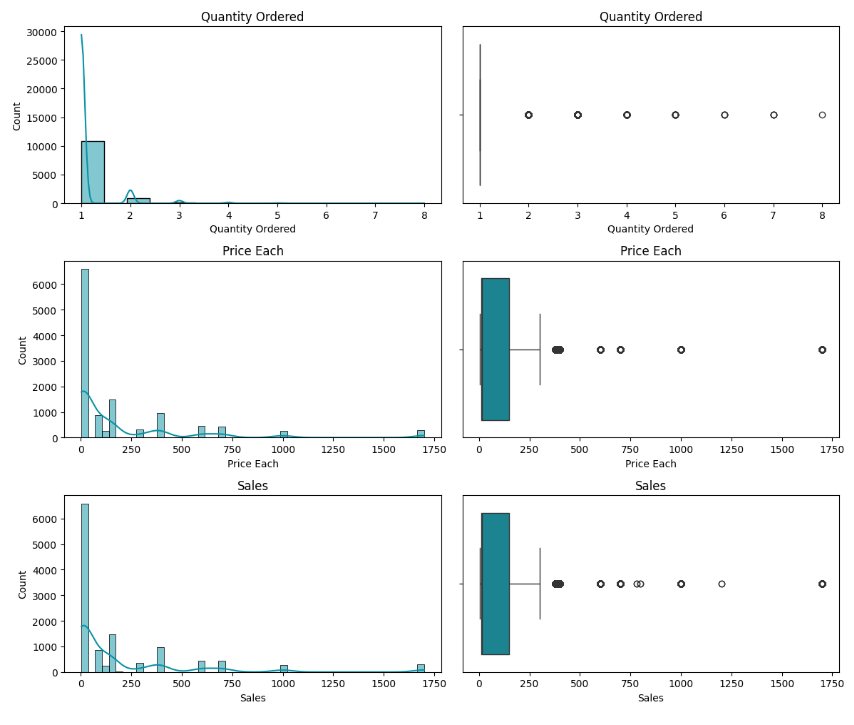 Quantity Ordered
30000
25000
20000
15000
10000
5000
0
Count
1 2 3 4 5 6 7 8
Quantity Ordered
Quantity Ordered
1 2 3 4 5 6 7 8
Quantity Ordered
Price Each
6000
5000
4000
3000
2000
1000
0
Count
0 250 500 750 1000 1250 1500 1750
Price Each
Price Each
0 250 500 750 1000 1250 1500 1750
Price Each
Sales
6000
5000
4000
3000
2000
1000
0
Count
0 250 500 750 1000 1250 1500 1750
Sales
Sales
0 250 500 750 1000 1250 1500 1750
Sales